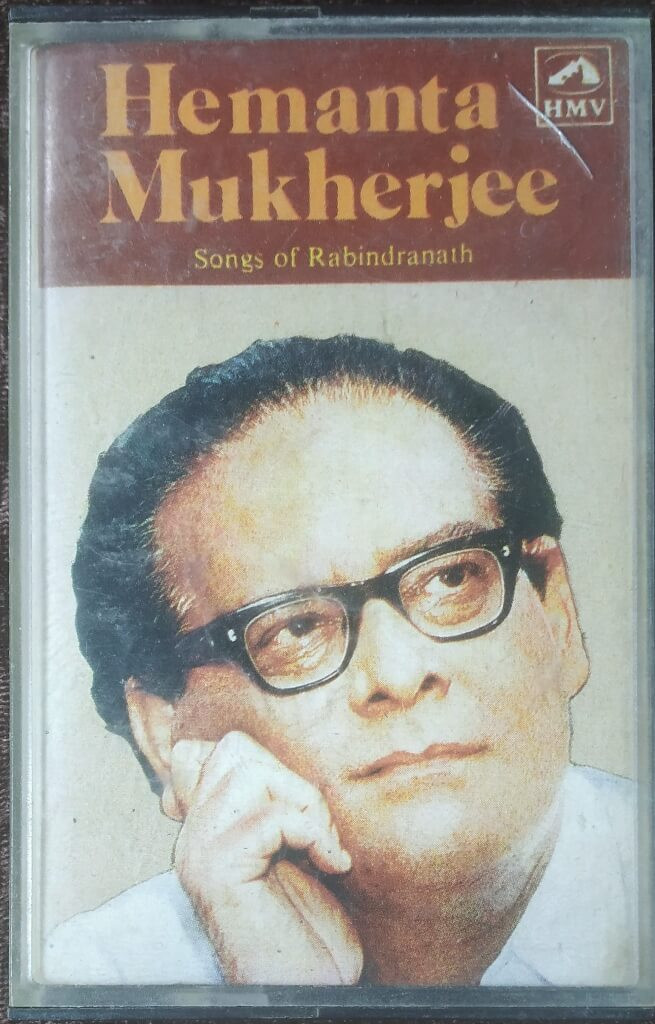 Hemanta
Mukherjee
HMV
Songs of Rabindranath